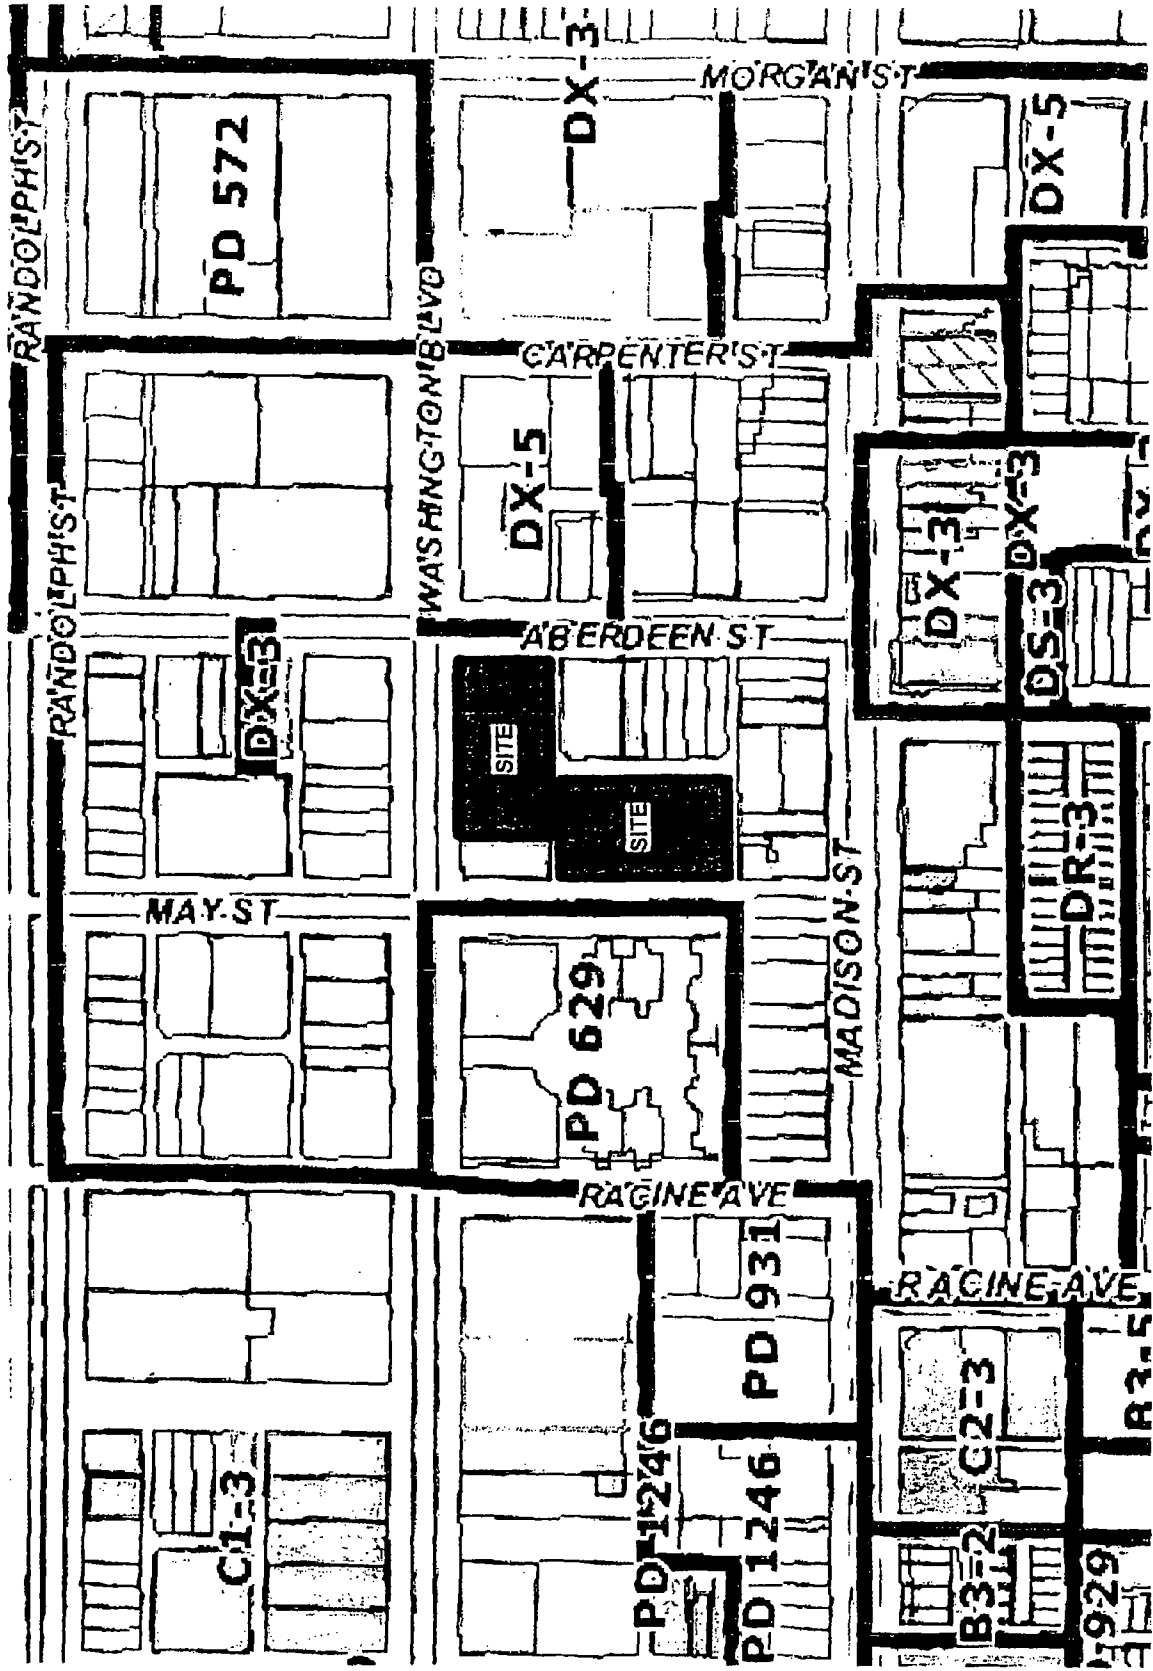 DX-3
MORGAN ST
RANDOLPH ST
PD 572
DX-5
WASHINGTON BLVD
CARPENTER ST
DX-5
DX-3
DX-3
RANDOLPH ST
DX-3
ABERDEEN ST
DS-3
SITE
SITE
MAY ST
MADISON ST
DR-3
PD 629
RACINE AVE
PD 931
RACINE AVE
C1-3
PD 1246
PD 1246
C2-3
B3-2
929